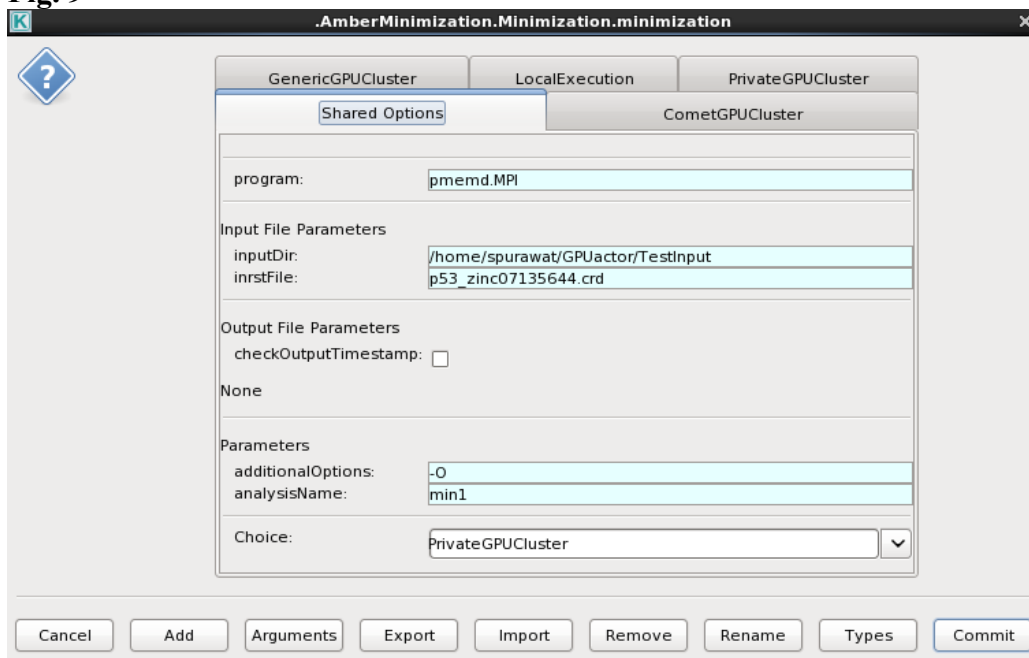 K .AmberMinimization.Minimization.minimization
?
GenericGPUCluster LocalExecution PrivateGPUCluster
Shared Options CometGPUCluster
program: pmemd.MPI
Input File Parameters
inputDir: /home/spurawat/GPUactor/TestInput
inrstFile: p53_zinc07135644.crd
Output File Parameters
checkOutputTimestamp:
None
Parameters
additionalOptions: -O
analysisName: min1
Choice: PrivateGPUCluster
Cancel Add Arguments Export Import Remove Rename Types Commit